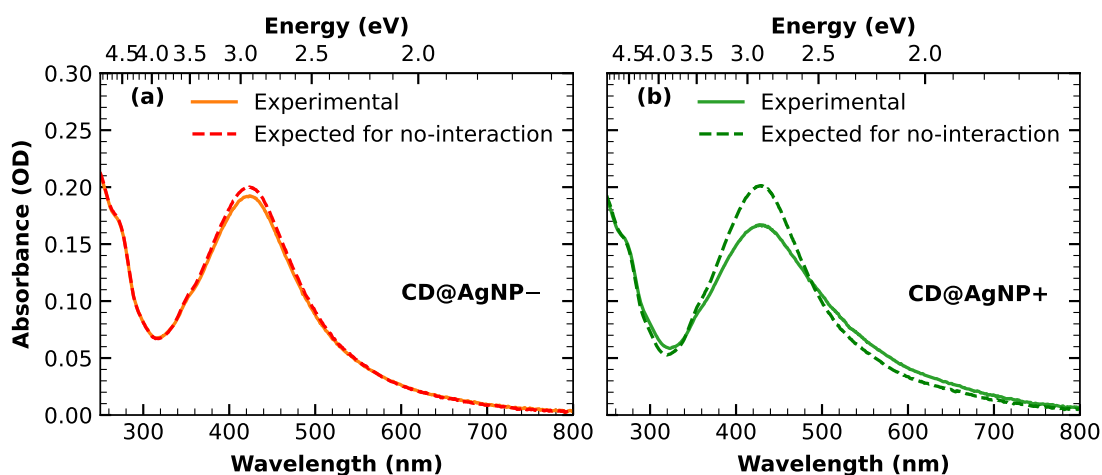 Energy (eV)
4.5 4.0 3.5 3.0 2.5 2.0
(a)
Experimental
Expected for no-interaction
CD@AgNP−
0.30
0.25
0.20
0.15
0.10
0.05
0.00
Absorbance (OD)
300 400 500 600 700 800
Wavelength (nm)
Energy (eV)
4.5 4.0 3.5 3.0 2.5 2.0
(b)
Experimental
Expected for no-interaction
CD@AgNP+
300 400 500 600 700 800
Wavelength (nm)